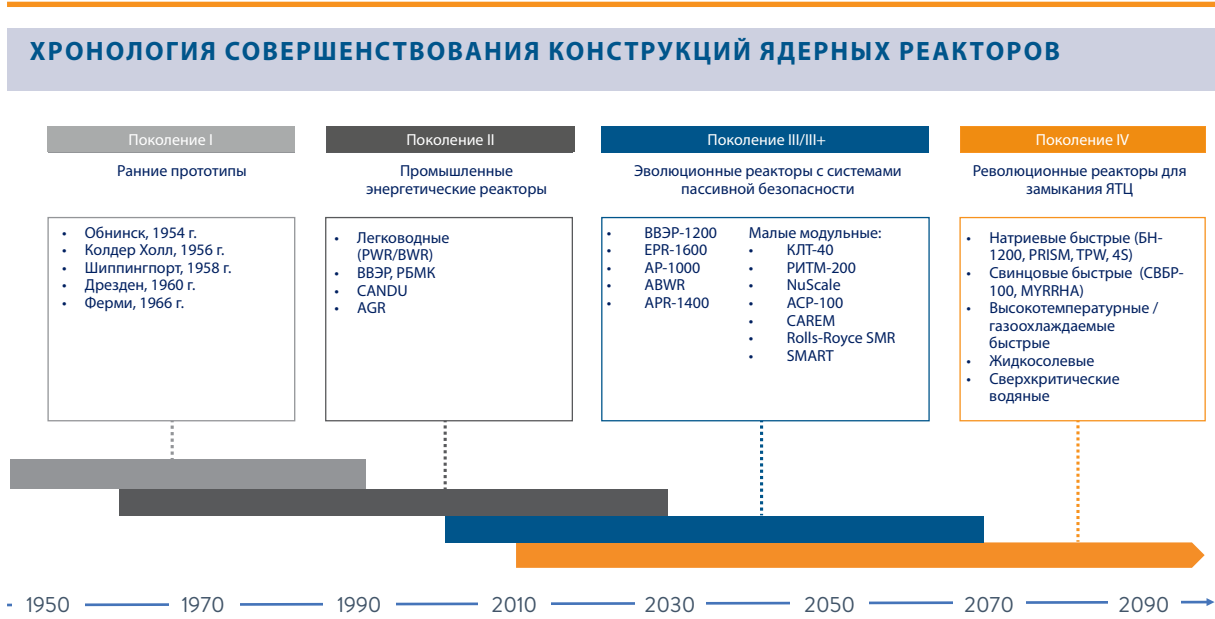 ХРОНОЛОГИЯ СОВЕРШЕНСТВОВАНИЯ КОНСТРУКЦИЙ ЯДЕРНЫХ РЕАКТОРОВ
Поколение I
Ранние прототипы
• Обнинск, 1954 г.
• Колдер Холл, 1956 г.
• Шиппингпорт, 1958 г.
• Дрезден, 1960 г.
• Ферми, 1966 г.
Поколение II
Промышленные
энергетические реакторы
• Легководные
(PWR/BWR)
• ВВЭР, РБМК
• CANDU
• AGR
Поколение III/III+
Эволюционные реакторы с системами
пассивной безопасности
• ВВЭР-1200
• EPR-1600
• AP-1000
• ABWR
• APR-1400
Малые модульные:
• КЛТ-40
• РИТМ-200
• NuScale
• ACP-100
• CAREM
• Rolls-Royce SMR
• SMART
Поколение IV
Революционные реакторы для
замыкания ЯТЦ
• Натриевые быстрые (БН-
1200, PRISM, TPW, 4S)
• Свинцовые быстрые (СВБР-
100, MYRRHA)
• Высокотемпературные /
газоохлаждаемые
быстрые
• Жидкосолевые
• Сверхкритические
водяные
1950 1970 1990 2010 2030 2050 2070 2090